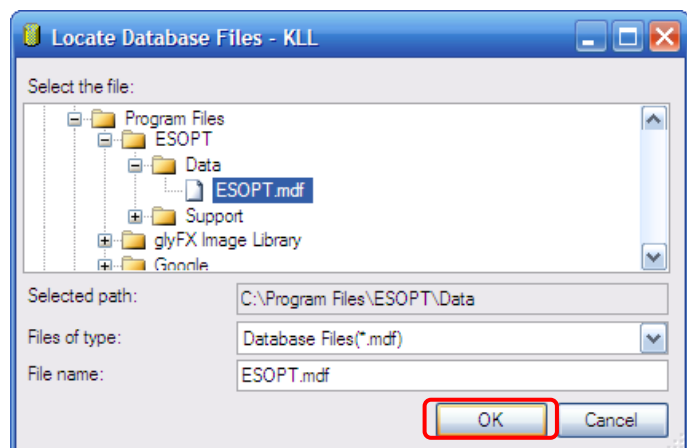 Locate Database Files - KLL
Select the file:
Program Files
ESOPT
Data
ESOPT.mdf
Support
glyFX Image Library
Google
Selected path:
C:\Program Files\ESOPT\Data
Files of type:
Database Files(*.mdf)
File name:
ESOPT.mdf
OK Cancel